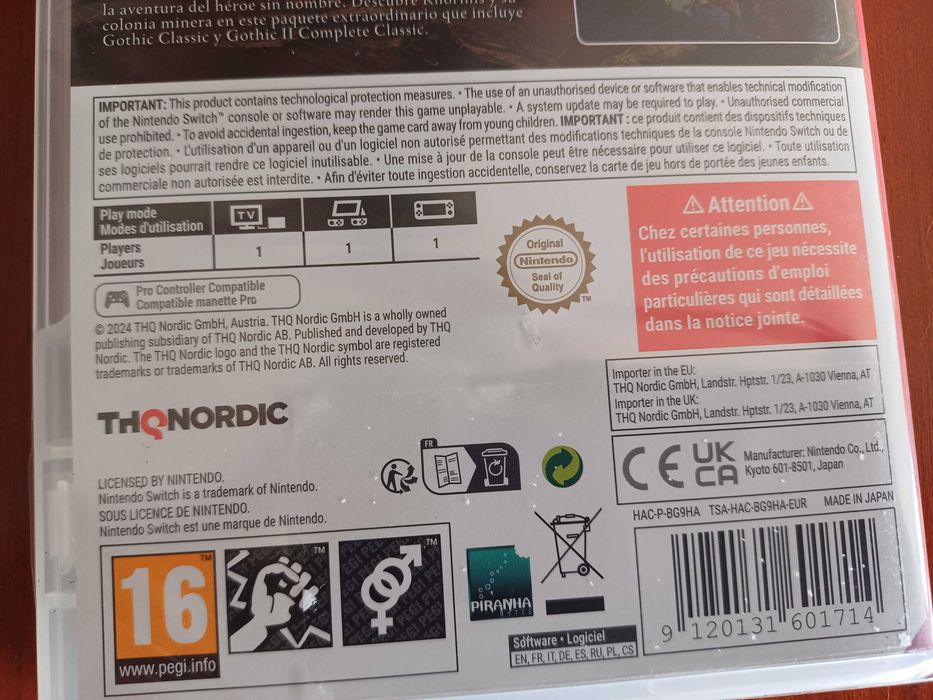 la aventura del héroe sin nombre. Descubre Khorinis y su
colonia minera en este paquete extraordinario que incluye
Gothic Classic y Gothic II Complete Classic.
IMPORTANT: This product contains technological protection measures. • The use of an unauthorised device or software that enables technical modification
of the Nintendo Switch™ console or software may render this game unplayable. • A system update may be required to play. • Unauthorised commercial
use prohibited. • To avoid accidental ingestion, keep the game card away from young children. IMPORTANT : ce produit contient des dispositifs techniques
de protection. • L'utilisation d'un appareil ou d'un logiciel non autorisé permettant des modifications techniques de la console Nintendo Switch ou de
ses logiciels pourrait rendre ce logiciel inutilisable. • Une mise à jour de la console peut être nécessaire pour utiliser ce logiciel. • Toute utilisation
commerciale non autorisée est interdite. • Afin d'éviter toute ingestion accidentelle, conservez la carte de jeu hors de portée des jeunes enfants.
Play mode
Modes d'utilisation
TV
Players
Joueurs
1 1 1
Pro Controller Compatible
Compatible manette Pro
Original
Nintendo
Seal of
Quality
TM
Attention
Chez certaines personnes,
l'utilisation de ce jeu nécessite
des précautions d'emploi
particulières qui sont détaillées
dans la notice jointe.
© 2024 THQ Nordic GmbH, Austria. THQ Nordic GmbH is a wholly owned
publishing subsidiary of THQ Nordic AB. Published and developed by THQ
Nordic. The THQ Nordic logo and the THQ Nordic symbol are registered
trademarks or trademarks of THQ Nordic AB. All rights reserved.
Importer in the EU:
THQ Nordic GmbH, Landstr. Hptstr. 1/23, A-1030 Vienna, AT
Importer in the UK:
THQ Nordic GmbH, Landstr. Hptstr. 1/23, A-1030 Vienna, AT
THQNORDIC
FR
CE UK
CA
Manufacturer: Nintendo Co., Ltd.,
Kyoto 601-8501, Japan
LICENSED BY NINTENDO.
Nintendo Switch is a trademark of Nintendo.
SOUS LICENCE DE NINTENDO.
Nintendo Switch est une marque de Nintendo.
HAC-P-BG9HA TSA-HAC-BG9HA-EUR MADE IN JAPAN
16
TM
www.pegi.info
TM
TM
PIRANHA
BYTES
Software • Logiciel
EN, FR, IT, DE, ES, RU, PL, CS
9 120131 601714